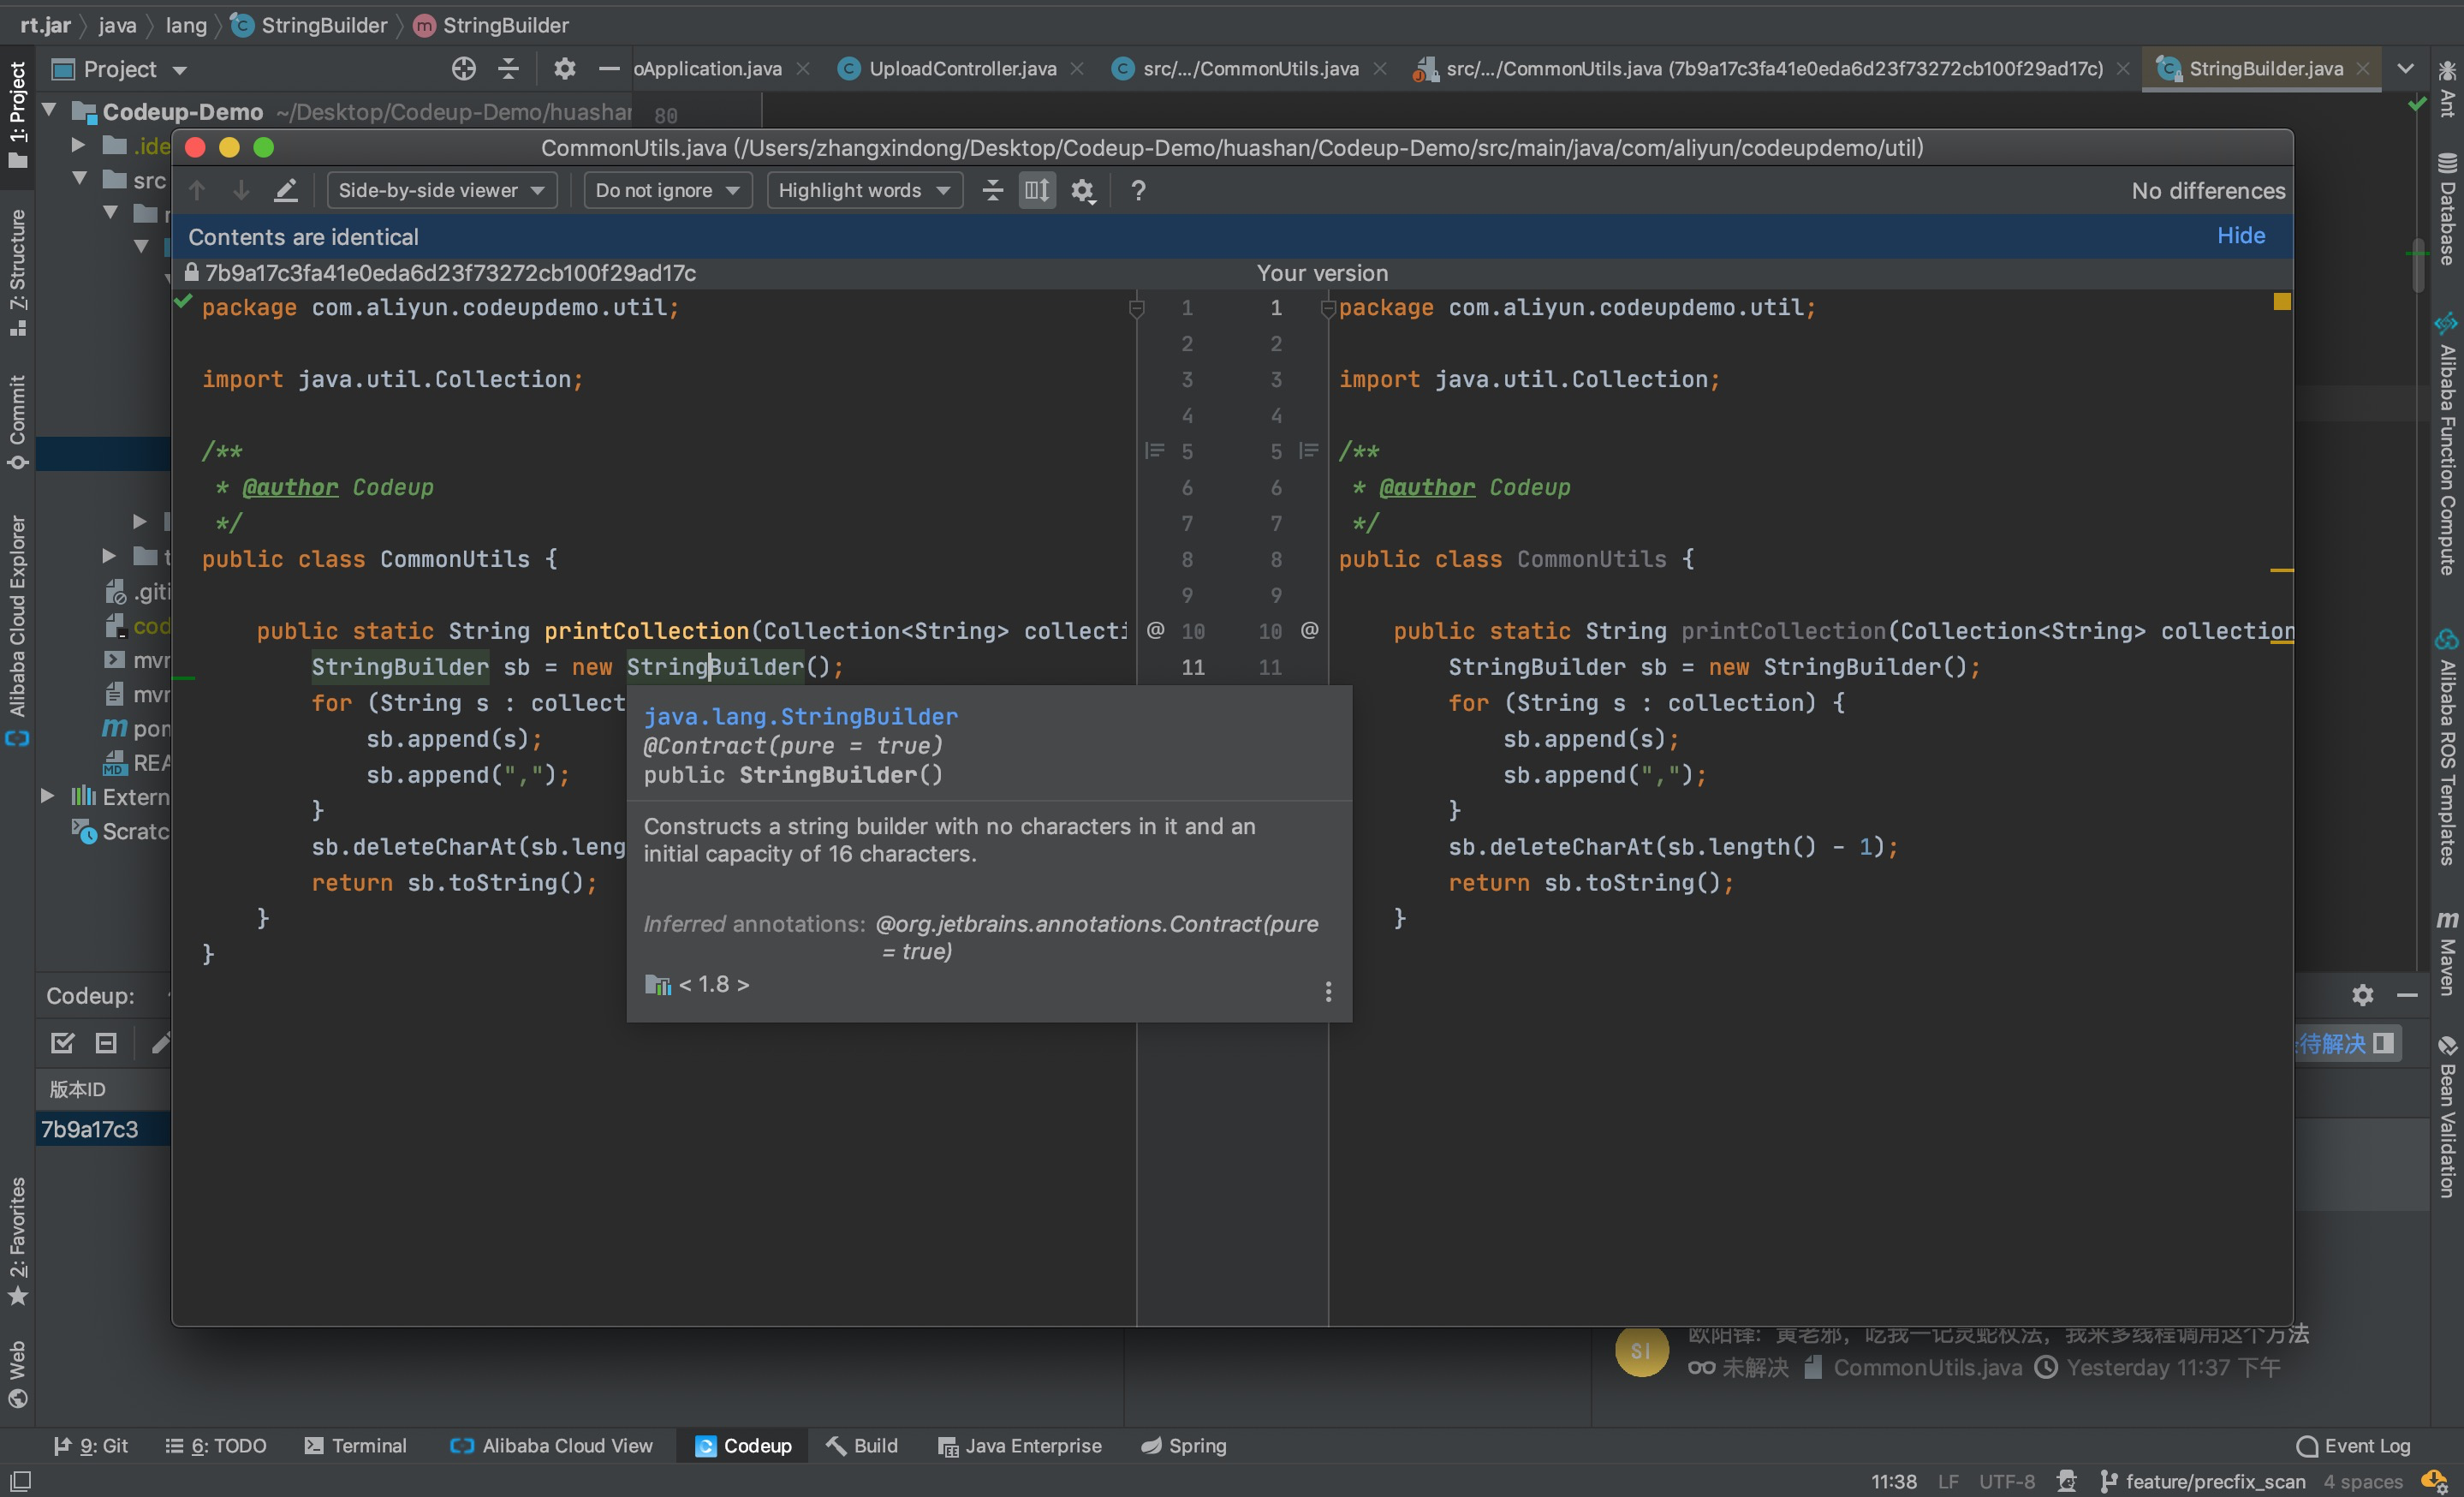 rt.jar java lang StringBuilder StringBuilder
Project
oApplication.java UploadController.java src/.../CommonUtils.java src/.../CommonUtils.java (7b9a17c3fa41e0eda6d23f73272cb100f29ad17c) StringBuilder.java
1: Project
7: Structure
Commit
Alibaba Cloud Explorer
2: Favorites
Web
Codeup-Demo ~/Desktop/Codeup-Demo/huashan
80
.ide
src
.giti
cod
mvr
mvr
pom
REA
Extern
Scratc
CommonUtils.java (/Users/zhangxindong/Desktop/Codeup-Demo/huashan/Codeup-Demo/src/main/java/com/aliyun/codeupdemo/util)
Side-by-side viewer Do not ignore Highlight words ? No differences
Contents are identical Hide
7b9a17c3fa41e0eda6d23f73272cb100f29ad17c Your version
package com.aliyun.codeupdemo.util; 1 1 package com.aliyun.codeupdemo.util;
2 2
import java.util.Collection; 3 3 import java.util.Collection;
4 4
/** 5 5 /**
* @author Codeup 6 6 * @author Codeup
*/ 7 7 */
public class CommonUtils { 8 8 public class CommonUtils {
9 9
public static String printCollection(Collection<String> collecti @ 10 10 @ public static String printCollection(Collection<String> collection
StringBuilder sb = new StringBuilder(); 11 11 StringBuilder sb = new StringBuilder();
for (String s : collect for (String s : collection) {
sb.append(s); sb.append(s);
sb.append(","); sb.append(",");
} }
sb.deleteCharAt(sb.leng sb.deleteCharAt(sb.length() - 1);
return sb.toString(); return sb.toString();
} }
}
java.lang.StringBuilder
@Contract(pure = true)
public StringBuilder()
Constructs a string builder with no characters in it and an
initial capacity of 16 characters.
Inferred annotations: @org.jetbrains.annotations.Contract(pure
= true)
< 1.8 >
Codeup:
待解决
版本ID
7b9a17c3
SI
欧阳锋: 黄老邪, 吃我一记灵蛇杖法, 我来多线程调用这个方法
未解决 CommonUtils.java Yesterday 11:37 下午
Ant
Database
Alibaba Function Compute
Alibaba ROS Templates
Maven
Bean Validation
9: Git 6: TODO Terminal Alibaba Cloud View Codeup Build Java Enterprise Spring Event Log
11:38 LF UTF-8 feature/precfix_scan 4 spaces